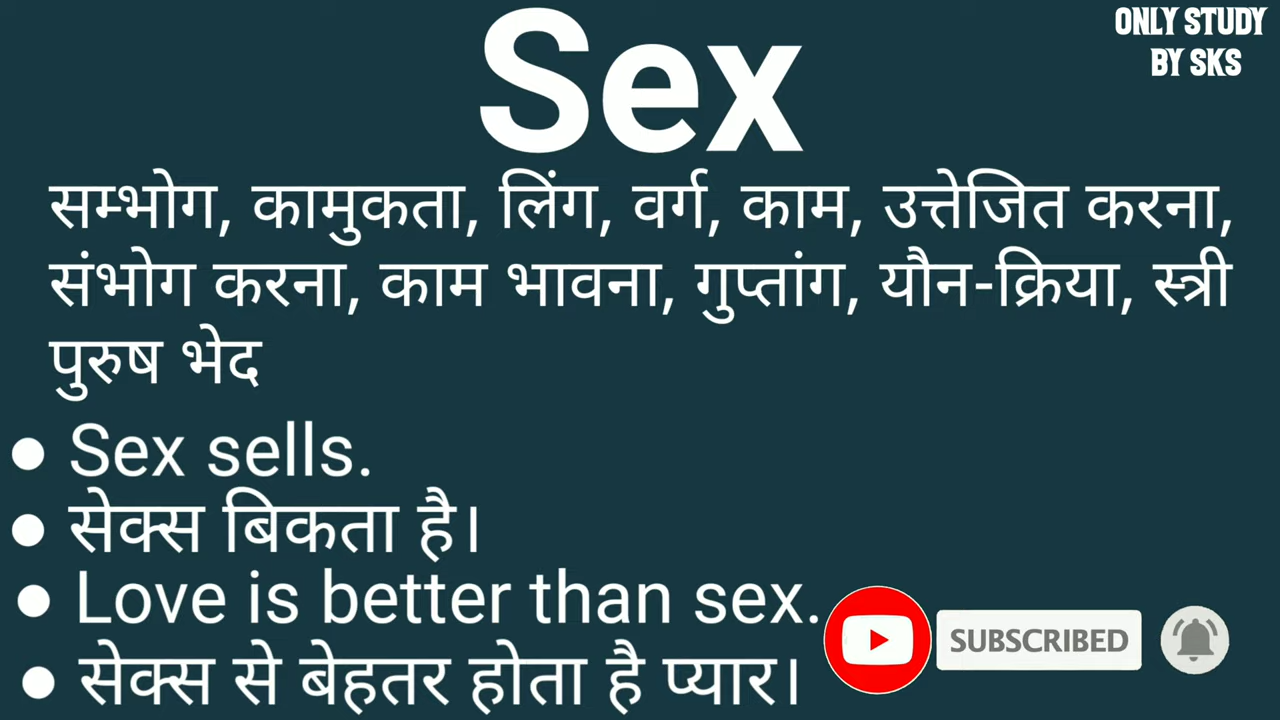 Sex
ONLY STUDY
BY SKS
सम्भोग, कामुकता, लिंग, वर्ग, काम, उत्तेजित करना,
संभोग करना, काम भावना, गुप्तांग, यौन-क्रिया, स्त्री
पुरुष भेद
• Sex sells.
• सेक्स बिकता है।
• Love is better than sex.
SUBSCRIBED
• सेक्स से बेहतर होता है प्यार।